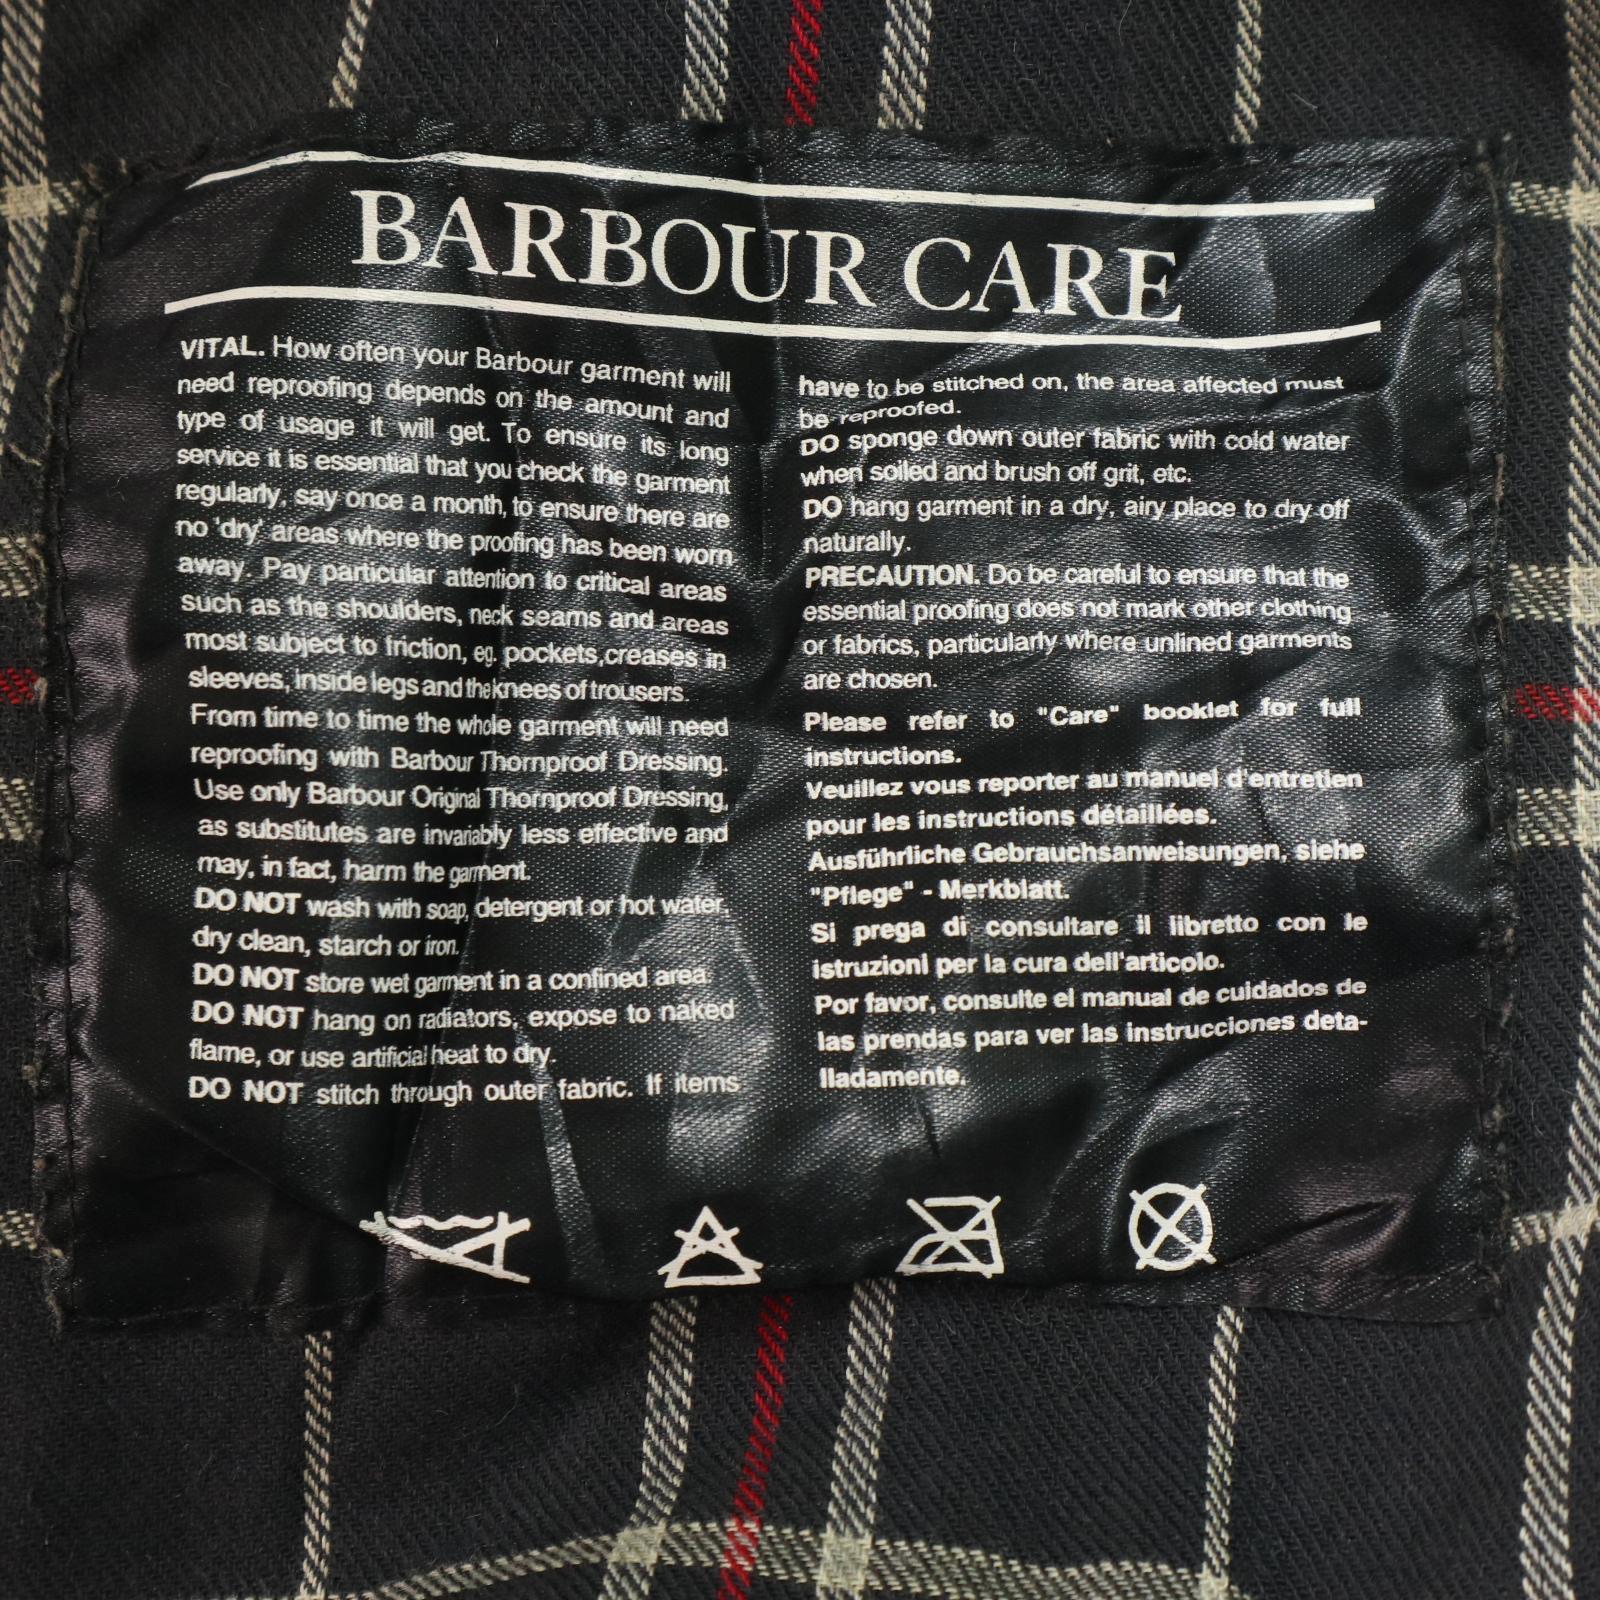 BARBOUR CARE
VITAL. How often your Barbour garment will
need reproofing depends on the amount and
type of usage it will get. To ensure its long
service it is essential that you check the garment
regularly, say once a month, to ensure there are
no 'dry' areas where the proofing has been worn
away. Pay particular attention to critical areas
such as the shoulders, neck seams and areas
most subject to friction, eg. pockets,creases in
sleeves, inside legs and the knees of trousers.
From time to time the whole garment will need
reproofing with Barbour Thornproof Dressing.
Use only Barbour Original Thornproof Dressing,
as substitutes are invariably less effective and
may, in fact, harm the garment.
DO NOT wash with soap, detergent or hot water,
dry clean, starch or iron.
DO NOT store wet garment in a confined area
DO NOT hang on radiators, expose to naked
flame, or use artificial heat to dry.
DO NOT stitch through outer fabric. If items
have to be stitched on, the area affected must
be reproofed.
DO sponge down outer fabric with cold water
when soiled and brush off grit, etc.
DO hang garment in a dry, airy place to dry off
naturally.
PRECAUTION. Do be careful to ensure that the
essential proofing does not mark other clothing
or fabrics, particularly where unlined garments
are chosen.
Please refer to "Care" booklet for full
instructions.
Veuillez vous reporter au manuel d'entretien
pour les instructions détaillées.
Ausführliche Gebrauchsanweisungen, siehe
"Pflege" - Merkblatt.
Si prega di consultare il libretto con le
istruzioni per la cura dell'articolo.
Por favor, consulte el manual de cuidados de
las prendas para ver las instrucciones deta-
lladamente.